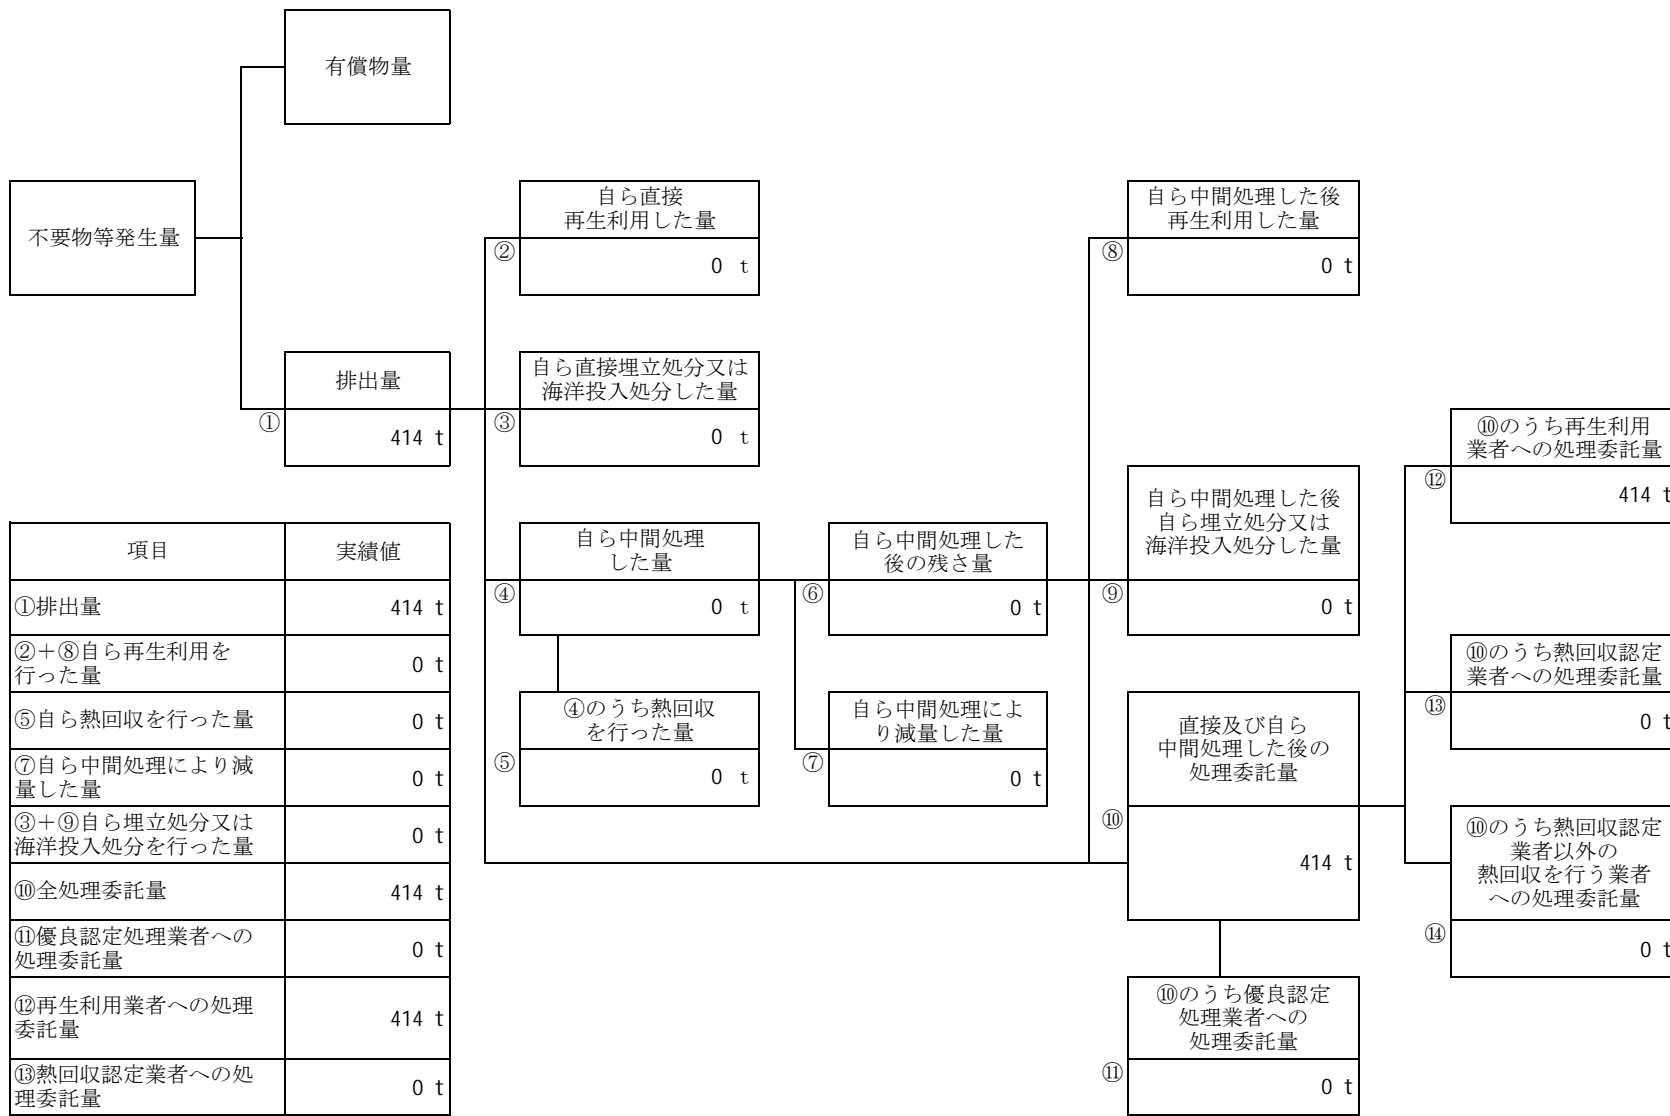 有償物量
不要物等発生量
排出量
①
414 t
自ら直接
再生利用した量
②
0 t
自ら直接埋立処分又は
海洋投入処分した量
③
0 t
自ら中間処理
した量
④
0 t
④のうち熱回収
を行った量
⑤
0 t
自ら中間処理した
後の残さ量
⑥
0 t
自ら中間処理によ
り減量した量
⑦
0 t
自ら中間処理した後
再生利用した量
⑧
0 t
自ら中間処理した後
自ら埋立処分又は
海洋投入処分した量
⑨
0 t
直接及び自ら
中間処理した後の
処理委託量
⑩
414 t
⑩のうち優良認定
処理業者への
処理委託量
⑪
0 t
⑩のうち再生利用
業者への処理委託量
⑫
414 t
⑩のうち熱回収認定
業者への処理委託量
⑬
0 t
⑩のうち熱回収認定
業者以外の
熱回収を行う業者
への処理委託量
⑭
0 t
項目 実績値
①排出量 414 t
②＋⑧自ら再生利用を
行った量 0 t
⑤自ら熱回収を行った量 0 t
⑦自ら中間処理により減
量した量 0 t
③＋⑨自ら埋立処分又は
海洋投入処分を行った量 0 t
⑩全処理委託量 414 t
⑪優良認定処理業者への
処理委託量 0 t
⑫再生利用業者への処理
委託量 414 t
⑬熱回収認定業者への処
理委託量 0 t